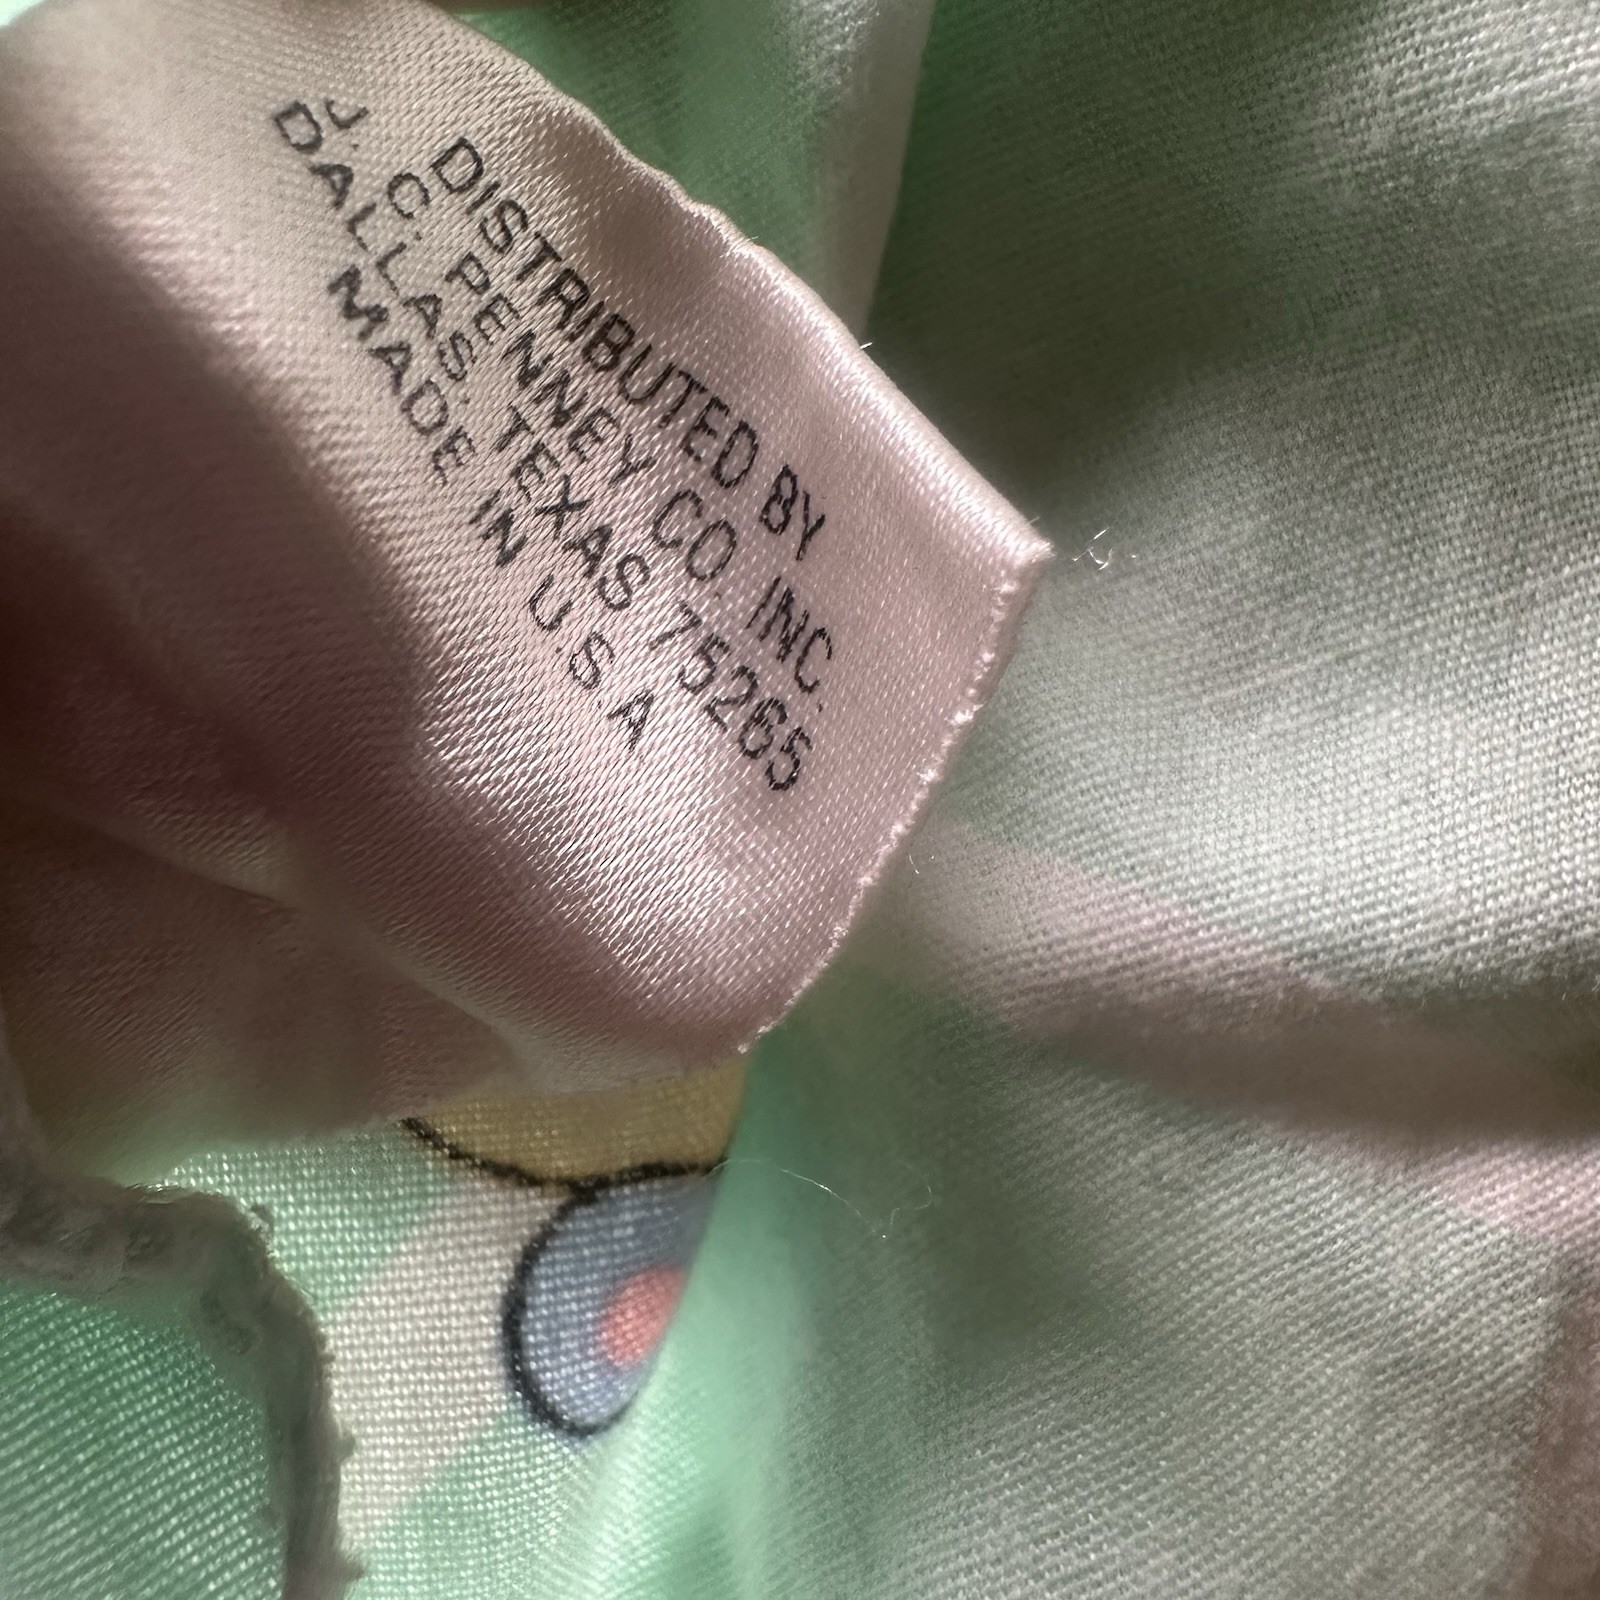 DISTRIBUTED BY
J.C. PENNEY CO. INC.
DALLAS, TEXAS 75265
MADE IN U.S.A